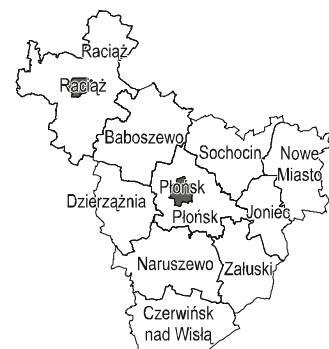 Raciąż
Raciąż
Baboszewo
Sochocin
Nowe
Miasto
Płońsk
Dzierzążnia
Płońsk
Joniec
Naruszewo
Załuski
Czerwińsk
nad Wisłą